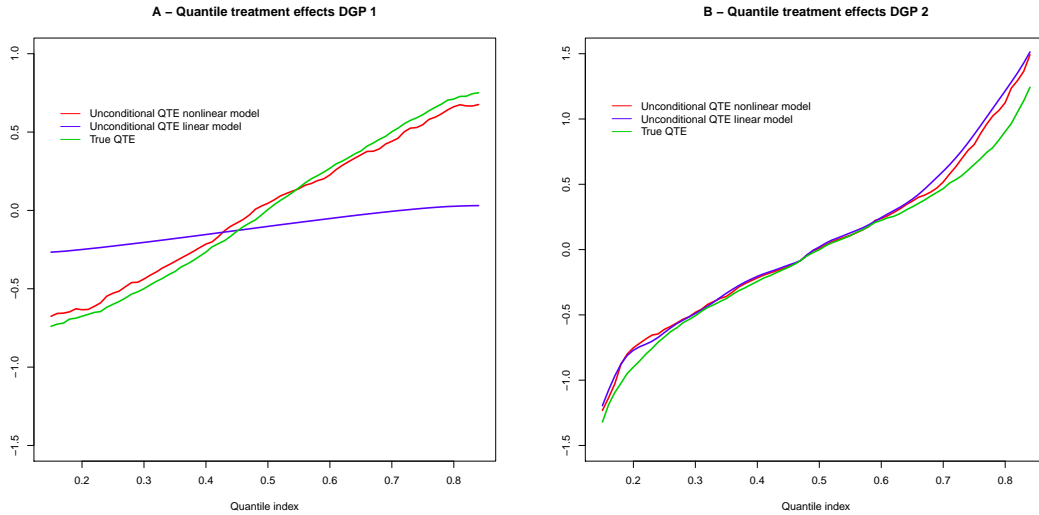 A – Quantile treatment effects DGP 1
1.0
0.5
0.0
−0.5
−1.0
−1.5
Unconditional QTE nonlinear model
Unconditional QTE linear model
True QTE
0.2 0.3 0.4 0.5 0.6 0.7 0.8
Quantile index
B – Quantile treatment effects DGP 2
1.5
1.0
0.5
0.0
−0.5
−1.0
−1.5
Unconditional QTE nonlinear model
Unconditional QTE linear model
True QTE
0.2 0.3 0.4 0.5 0.6 0.7 0.8
Quantile index